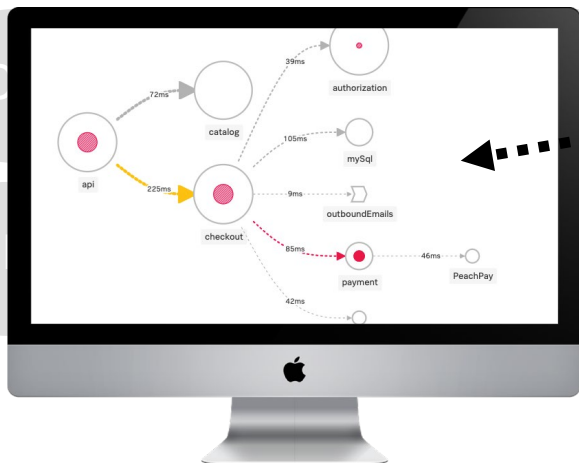 39ms
authorization
72ms
catalog
105ms
mySql
api
225ms
9ms
outboundEmails
checkout
85ms
46ms
payment
PeachPay
42ms